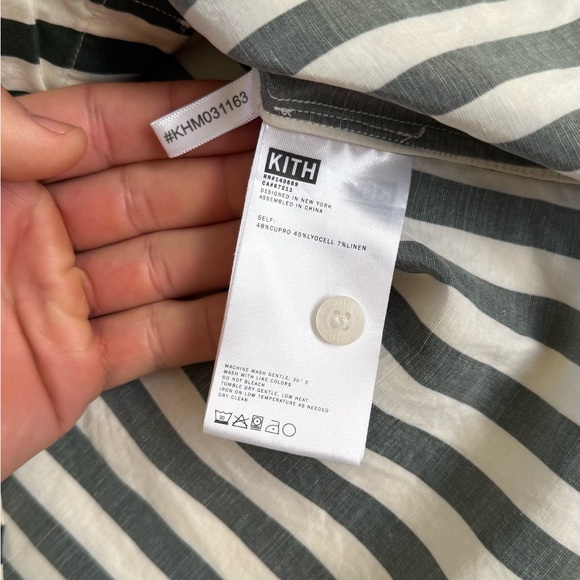 #KHM031163
KITH
RN#140689
CA#67211
DESIGNED IN NEW YORK
ASSEMBLED IN CHINA
SELF:
48%CUPRO 45%LYOCELL 7%LINEN
MACHINE WASH GENTLE, 30° C
WASH WITH LIKE COLORS
DO NOT BLEACH
TUMBLE DRY GENTLE, LOW HEAT
IRON ON LOW TEMPERATURE AS NEEDED
DRY CLEAN
30